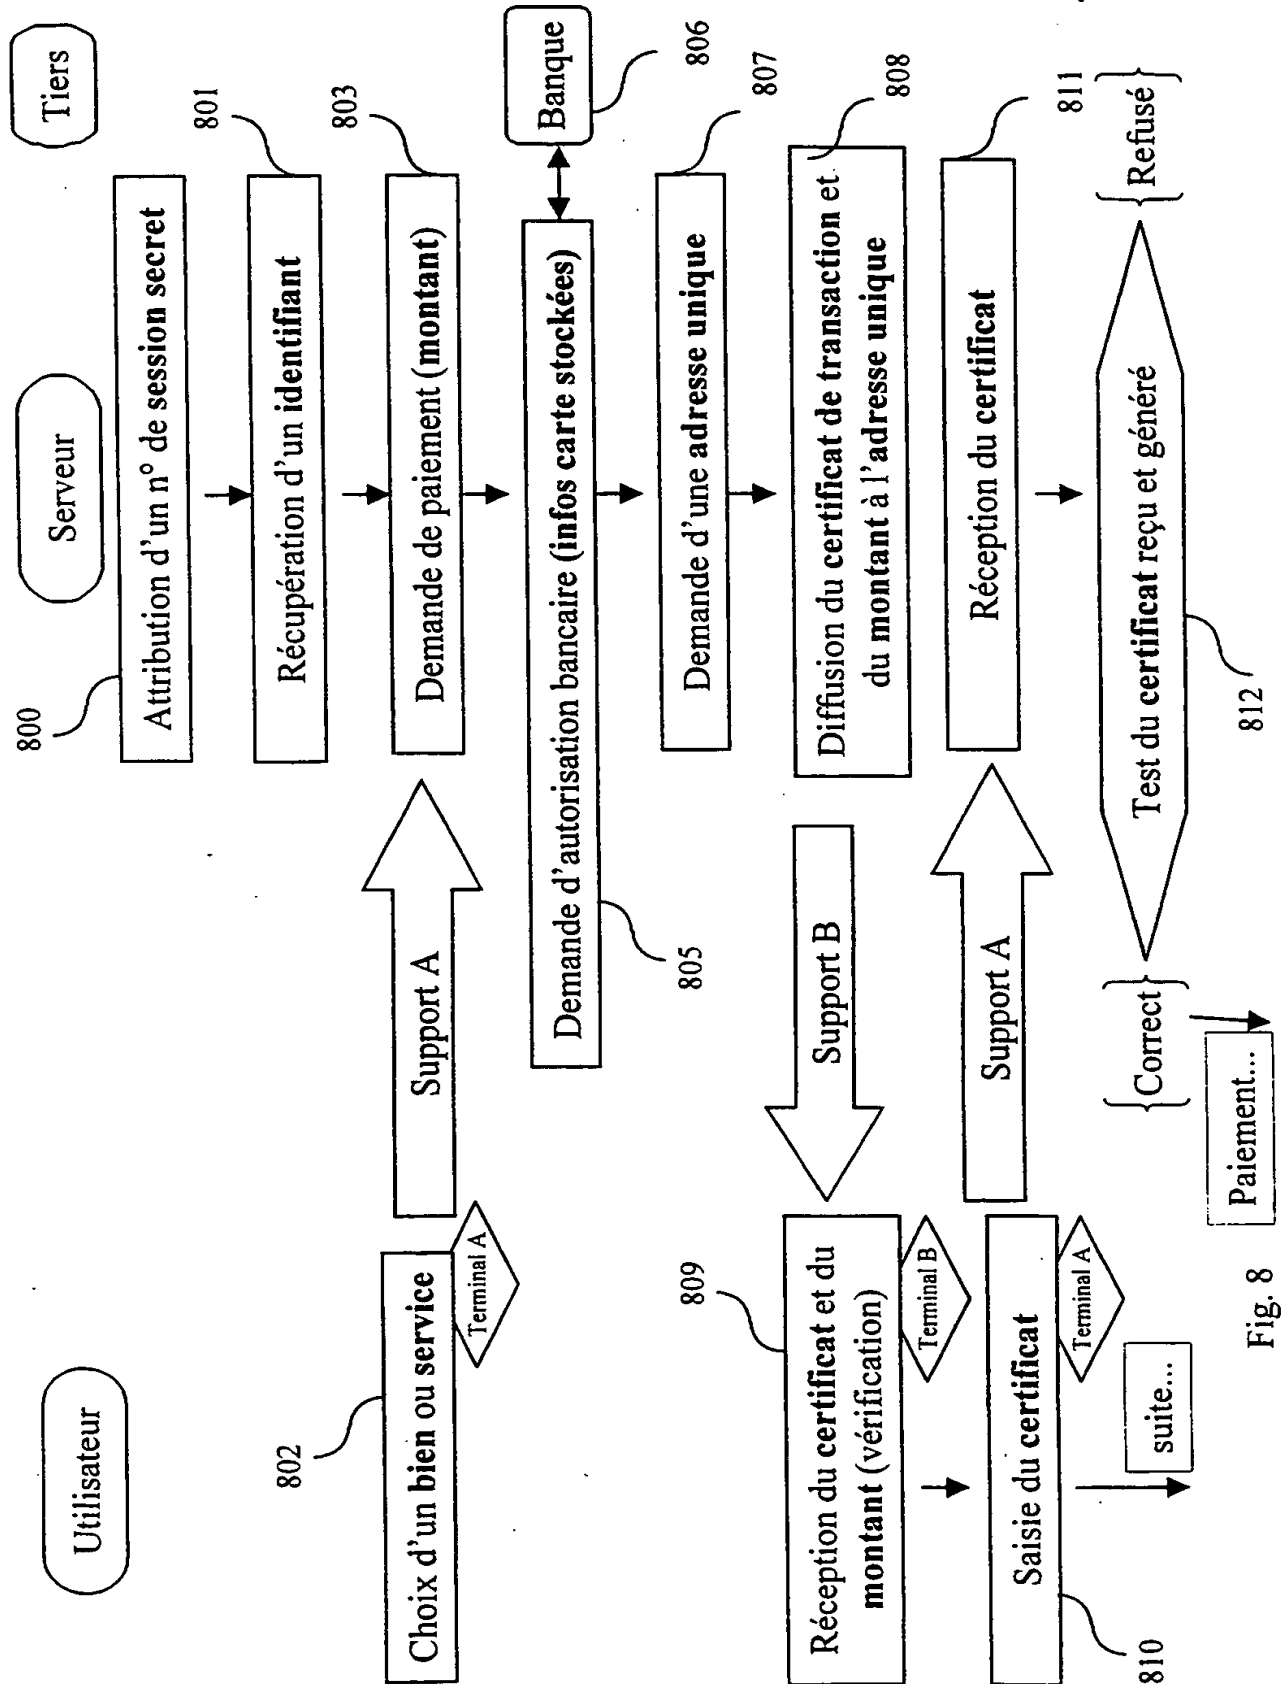 Utilisateur
Serveur
Tiers
800
Attribution d'un n° de session secret
801
Récupération d'un identifiant
802
Choix d'un bien ou service
Terminal A
Support A
803
Demande de paiement (montant)
Demande d'autorisation bancaire (infos carte stockées)
805
Banque
806
807
Demande d'une adresse unique
808
Diffusion du certificat de transaction et
du montant à l'adresse unique
Support B
809
Réception du certificat et du
montant (vérification)
Terminal B
Saisie du certificat
810
Terminal A
Support A
811
Réception du certificat
Test du certificat reçu et généré
812
{Correct}
{Refusé}
Paiement...
suite...
Fig. 8